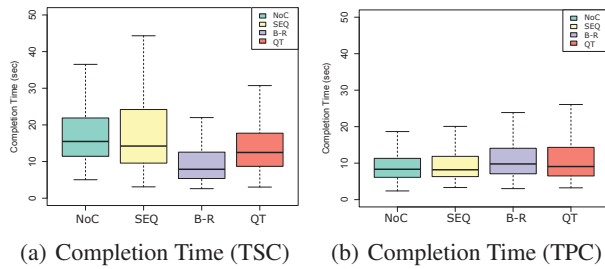 50
40
30
20
10
0
Completion Time (sec)
NoC
SEQ
B-R
QT
NoC SEQ B-R QT
(a) Completion Time (TSC)
50
40
30
20
10
0
Completion Time (sec)
NoC
SEQ
B-R
QT
NoC SEQ B-R QT
(b) Completion Time (TPC)